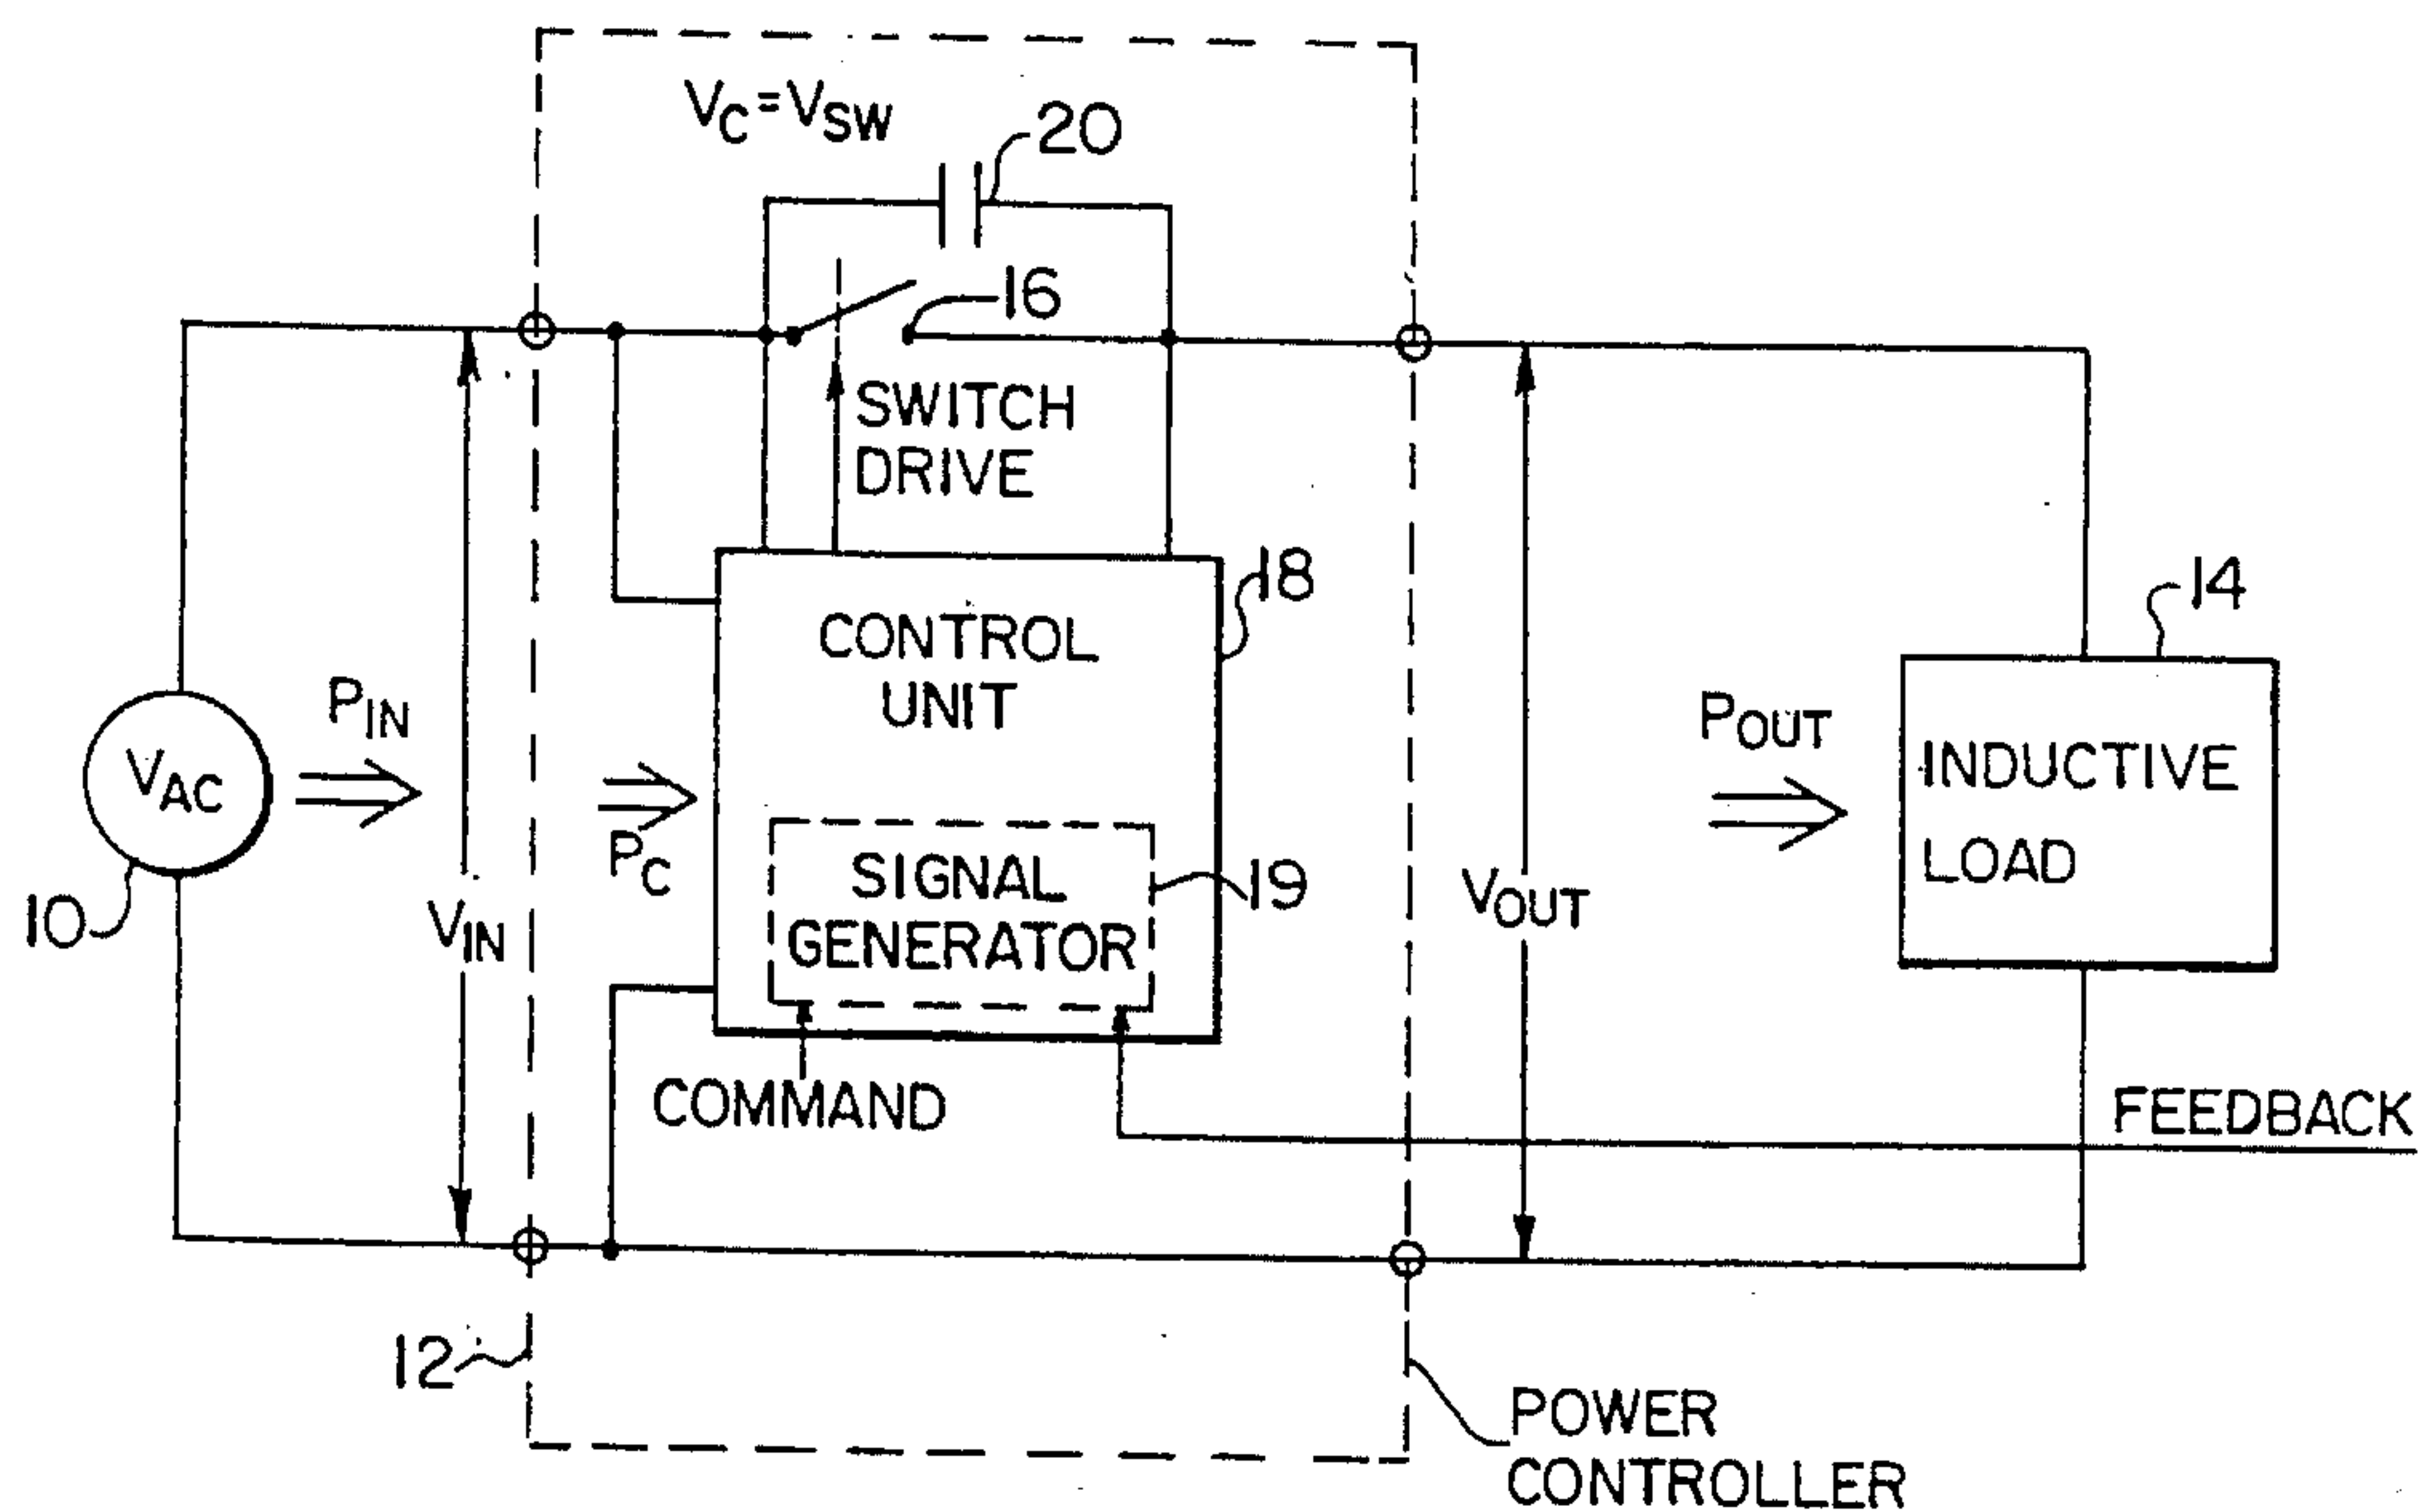 VC=VSW
20
16
SWITCH
DRIVE
18
CONTROL
UNIT
14
PIN
POUT
VAC
INDUCTIVE
LOAD
PC
SIGNAL
GENERATOR
19
10
VIN
VOUT
COMMAND
FEEDBACK
12
POWER
CONTROLLER